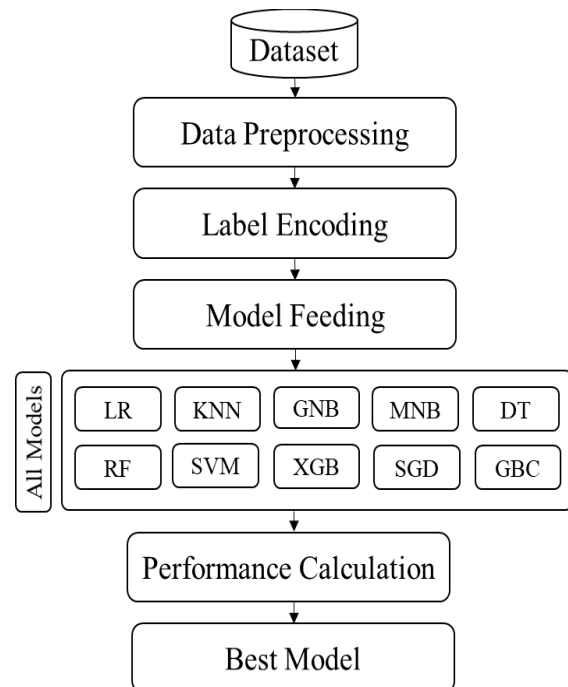 Dataset
Data Preprocessing
Label Encoding
Model Feeding
All Models
LR KNN GNB MNB DT
RF SVM XGB SGD GBC
Performance Calculation
Best Model